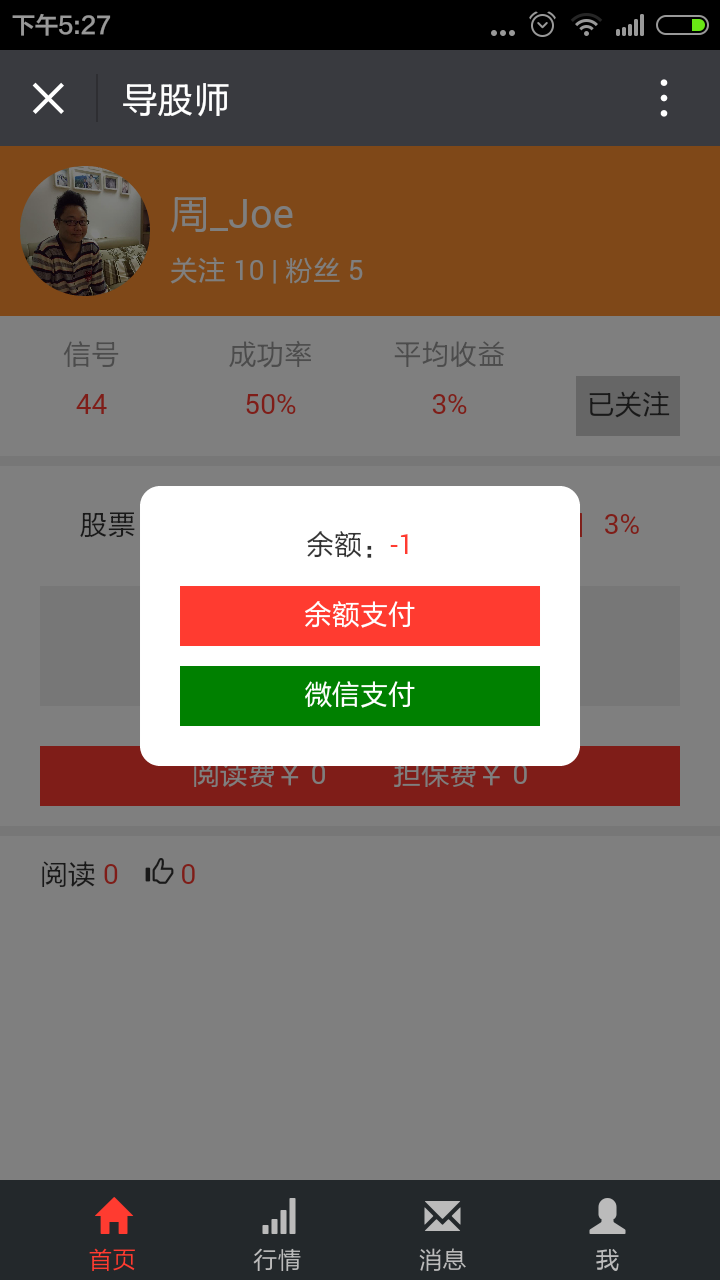 下午5:27
导股师
周_Joe
关注 10 | 粉丝 5
信号 成功率 平均收益
44 50% 3% 已关注
股票 3%
余额：-1
余额支付
微信支付
阅读费￥ 0 担保费￥ 0
阅读 0 0
首页 行情 消息 我